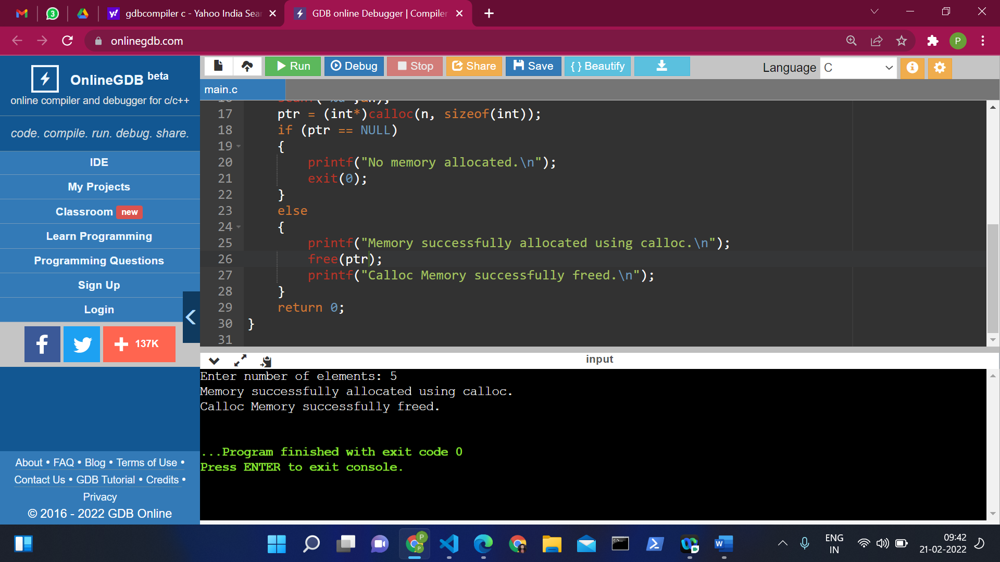 3
gdbcompiler c - Yahoo India Sear
GDB online Debugger | Compiler
onlinegdb.com
P
OnlineGDB beta
online compiler and debugger for c/c++
code. compile. run. debug. share.
IDE
My Projects
Classroom new
Learn Programming
Programming Questions
Sign Up
Login
137K
About • FAQ • Blog • Terms of Use •
Contact Us • GDB Tutorial • Credits •
Privacy
© 2016 - 2022 GDB Online
Run Debug Stop Share Save { } Beautify
Language C
main.c
17 ptr = (int*)calloc(n, sizeof(int));
18 if (ptr == NULL)
19 {
20 printf("No memory allocated.\n");
21 exit(0);
22 }
23 else
24 {
25 printf("Memory successfully allocated using calloc.\n");
26 free(ptr);
27 printf("Calloc Memory successfully freed.\n");
28 }
29 return 0;
30 }
31
input
Enter number of elements: 5
Memory successfully allocated using calloc.
Calloc Memory successfully freed.
...Program finished with exit code 0
Press ENTER to exit console.
ENG
IN
09:42
21-02-2022